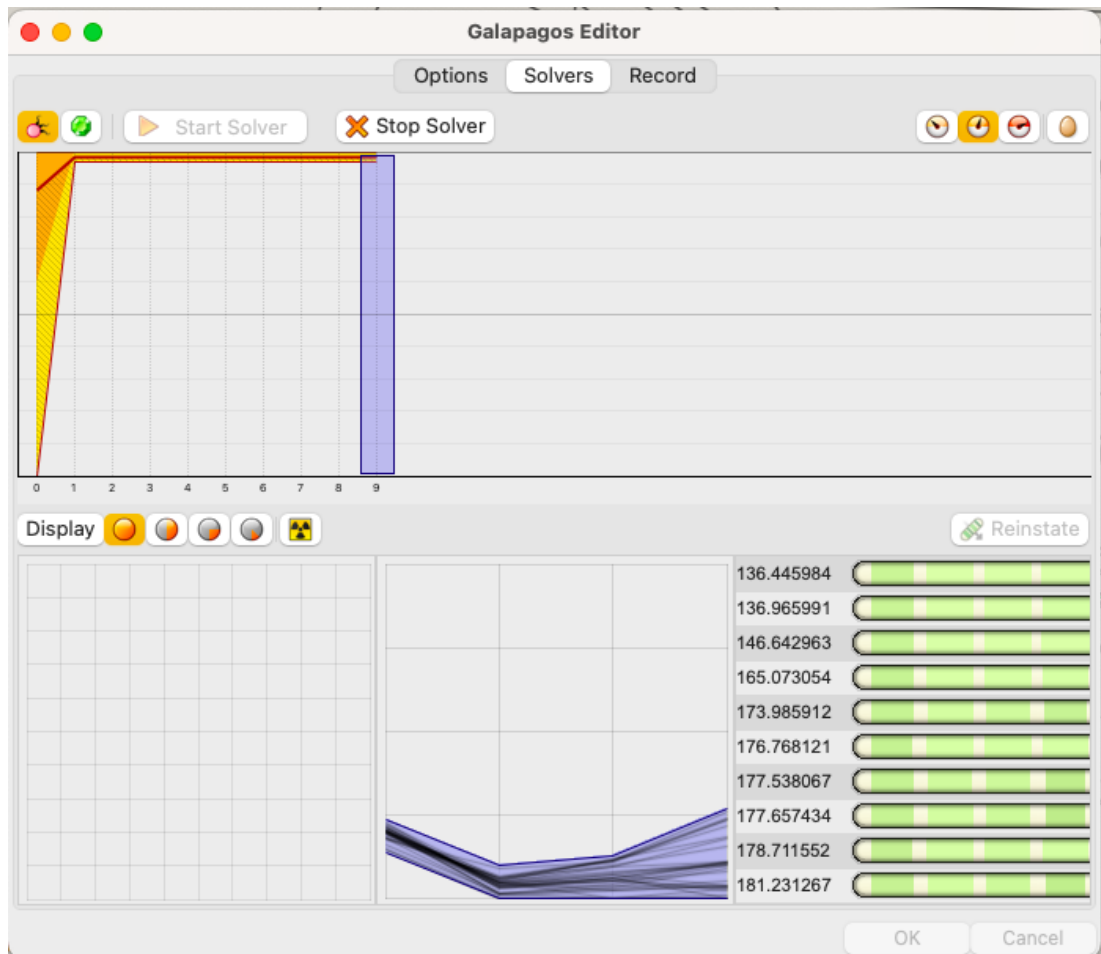 Galapagos Editor
Options Solvers Record
Start Solver Stop Solver
0 1 2 3 4 5 6 7 8 9
Display Reinstate
136.445984
136.965991
146.642963
165.073054
173.985912
176.768121
177.538067
177.657434
178.711552
181.231267
OK Cancel